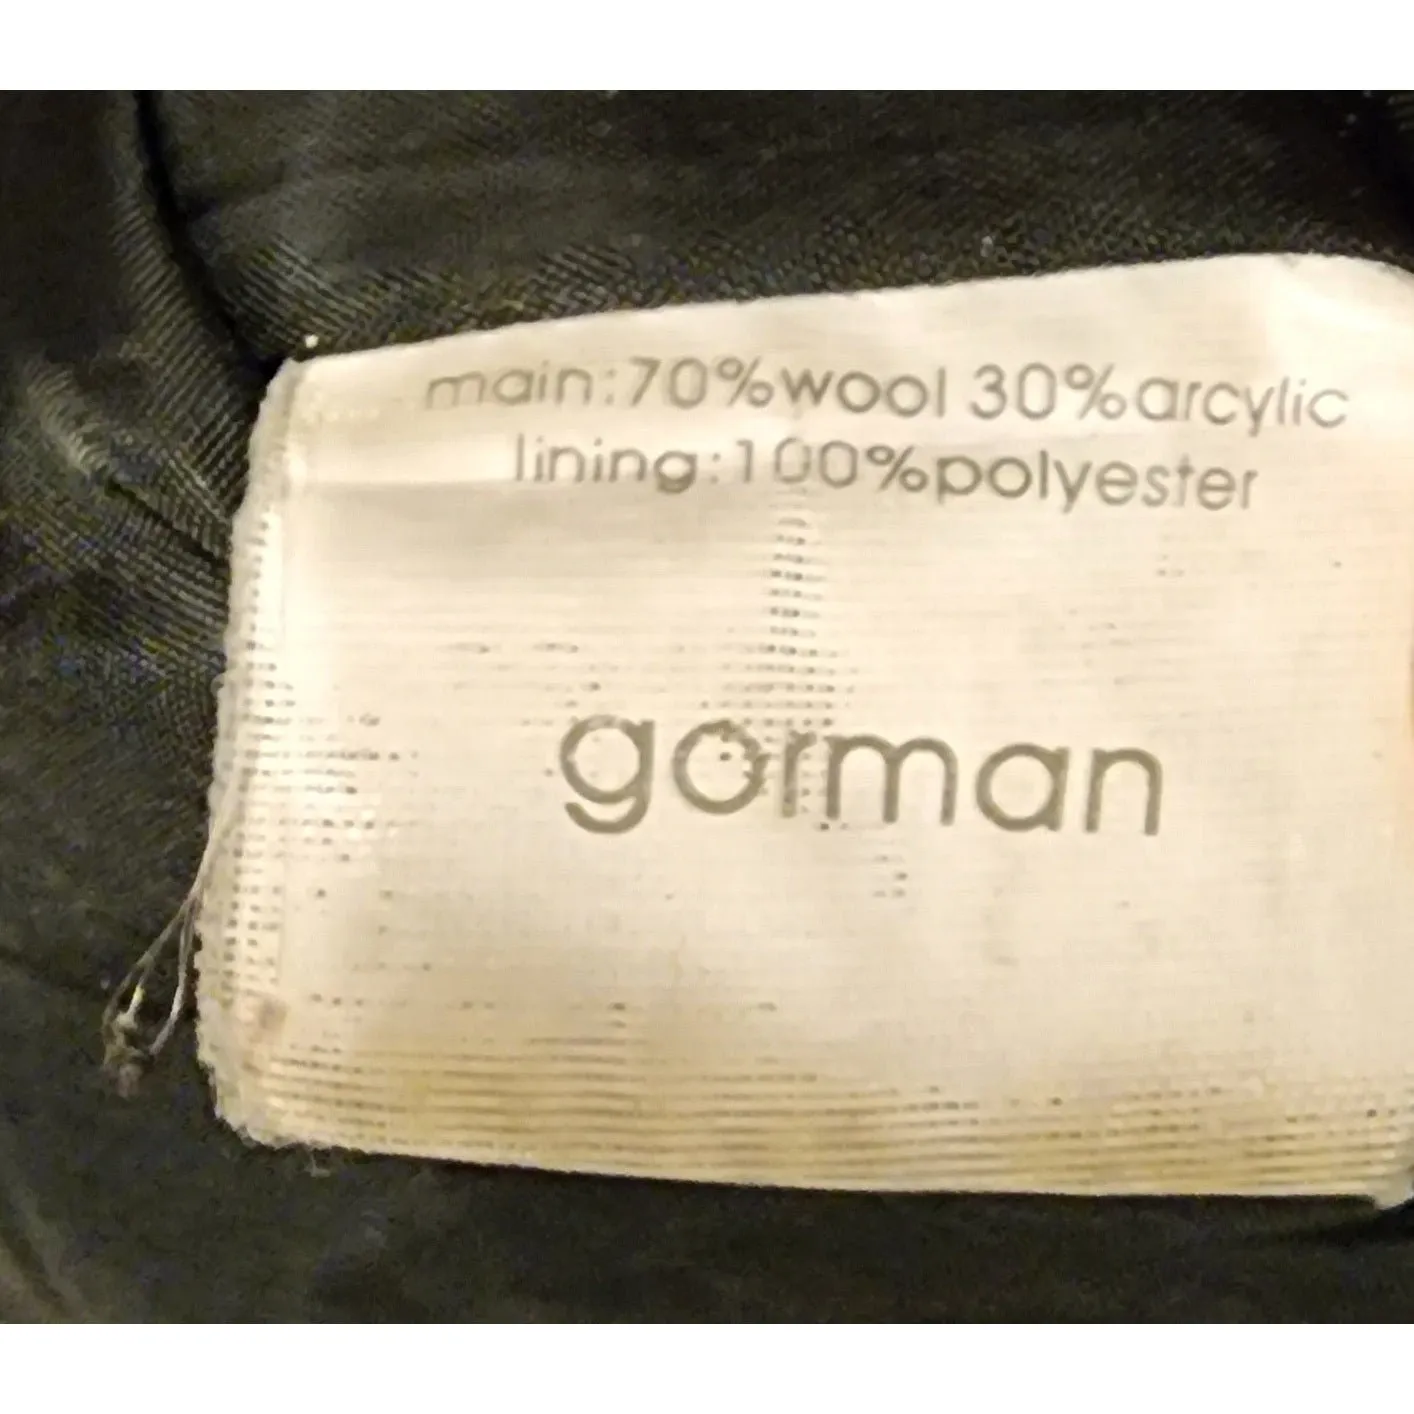 main:70%wool 30%arcylic
lining:100%polyester
gorman